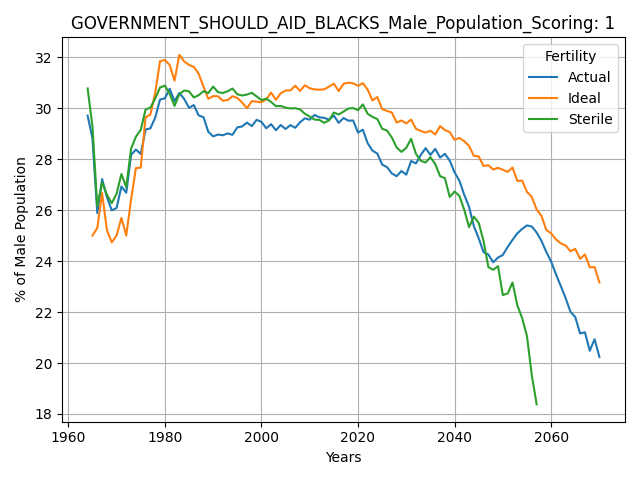 GOVERNMENT_SHOULD_AID_BLACKS_Male_Population_Scoring: 1
Fertility
Actual
Ideal
Sterile
% of Male Population
32
30
28
26
24
22
20
18
1960
1980
2000
2020
2040
2060
Years